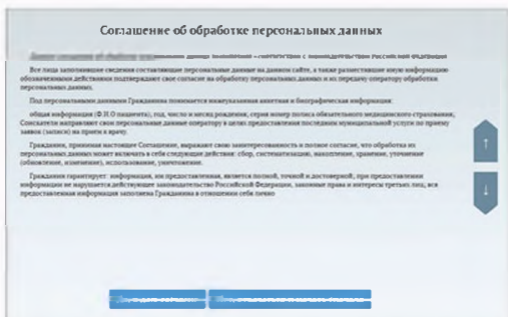 Соглашение об обработке персональных данных
Все лица заполнившие сведения составляющие персональные данные на данном сайте, а также разместившие иную информацию
обозначенными действиями подтверждают свое согласие на обработку персональных данных и их передачу оператору обработки
персональных данных.
Под персональными данными Гражданина понимается нижеуказанная анкетная и биографическая информация:
общая информация (Ф.И.О пациента), год, число и месяц рождения, серия номер полиса обязательного медицинского страхования,
Соискатели направляют свои персональные данные оператору в целях предоставления последним муниципальной услуги по приему
заявок (записи) на прием к врачу.
Гражданин, принимая настоящее Соглашение, выражает свою заинтересованность и полное согласие, что обработка их
персональных данных может включать в себя следующие действия: сбор, систематизацию, накопление, хранение, уточнение
(обновление, изменение), использование, уничтожение.
Гражданин гарантирует: информация, им предоставленная, является полной, точной и достоверной, при предоставлении
информации не нарушается действующее законодательство Российской Федерации, законные права и интересы третьих лиц, вся
предоставленная информация заполнена Гражданина в отношении себя лично